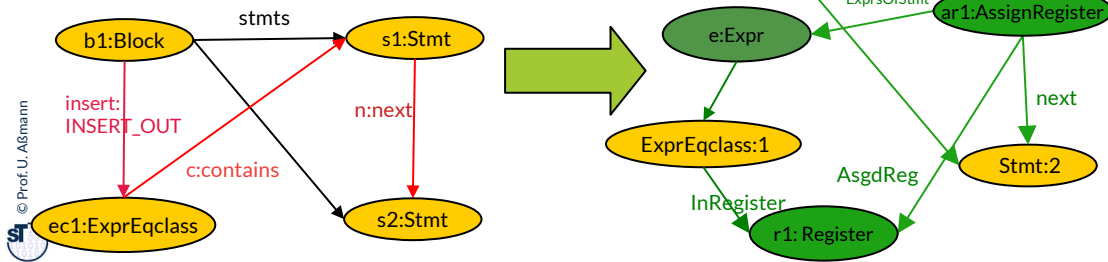 stmts
b1:Block
s1:Stmt
insert:
INSERT_OUT
n:next
c:contains
ec1:ExprEqclass
s2:Stmt
© Prof. U. Aßmann
ST
ExprsOfStmt
ar1:AssignRegister
e:Expr
next
ExprEqclass:1
Stmt:2
AsgdReg
InRegister
r1: Register